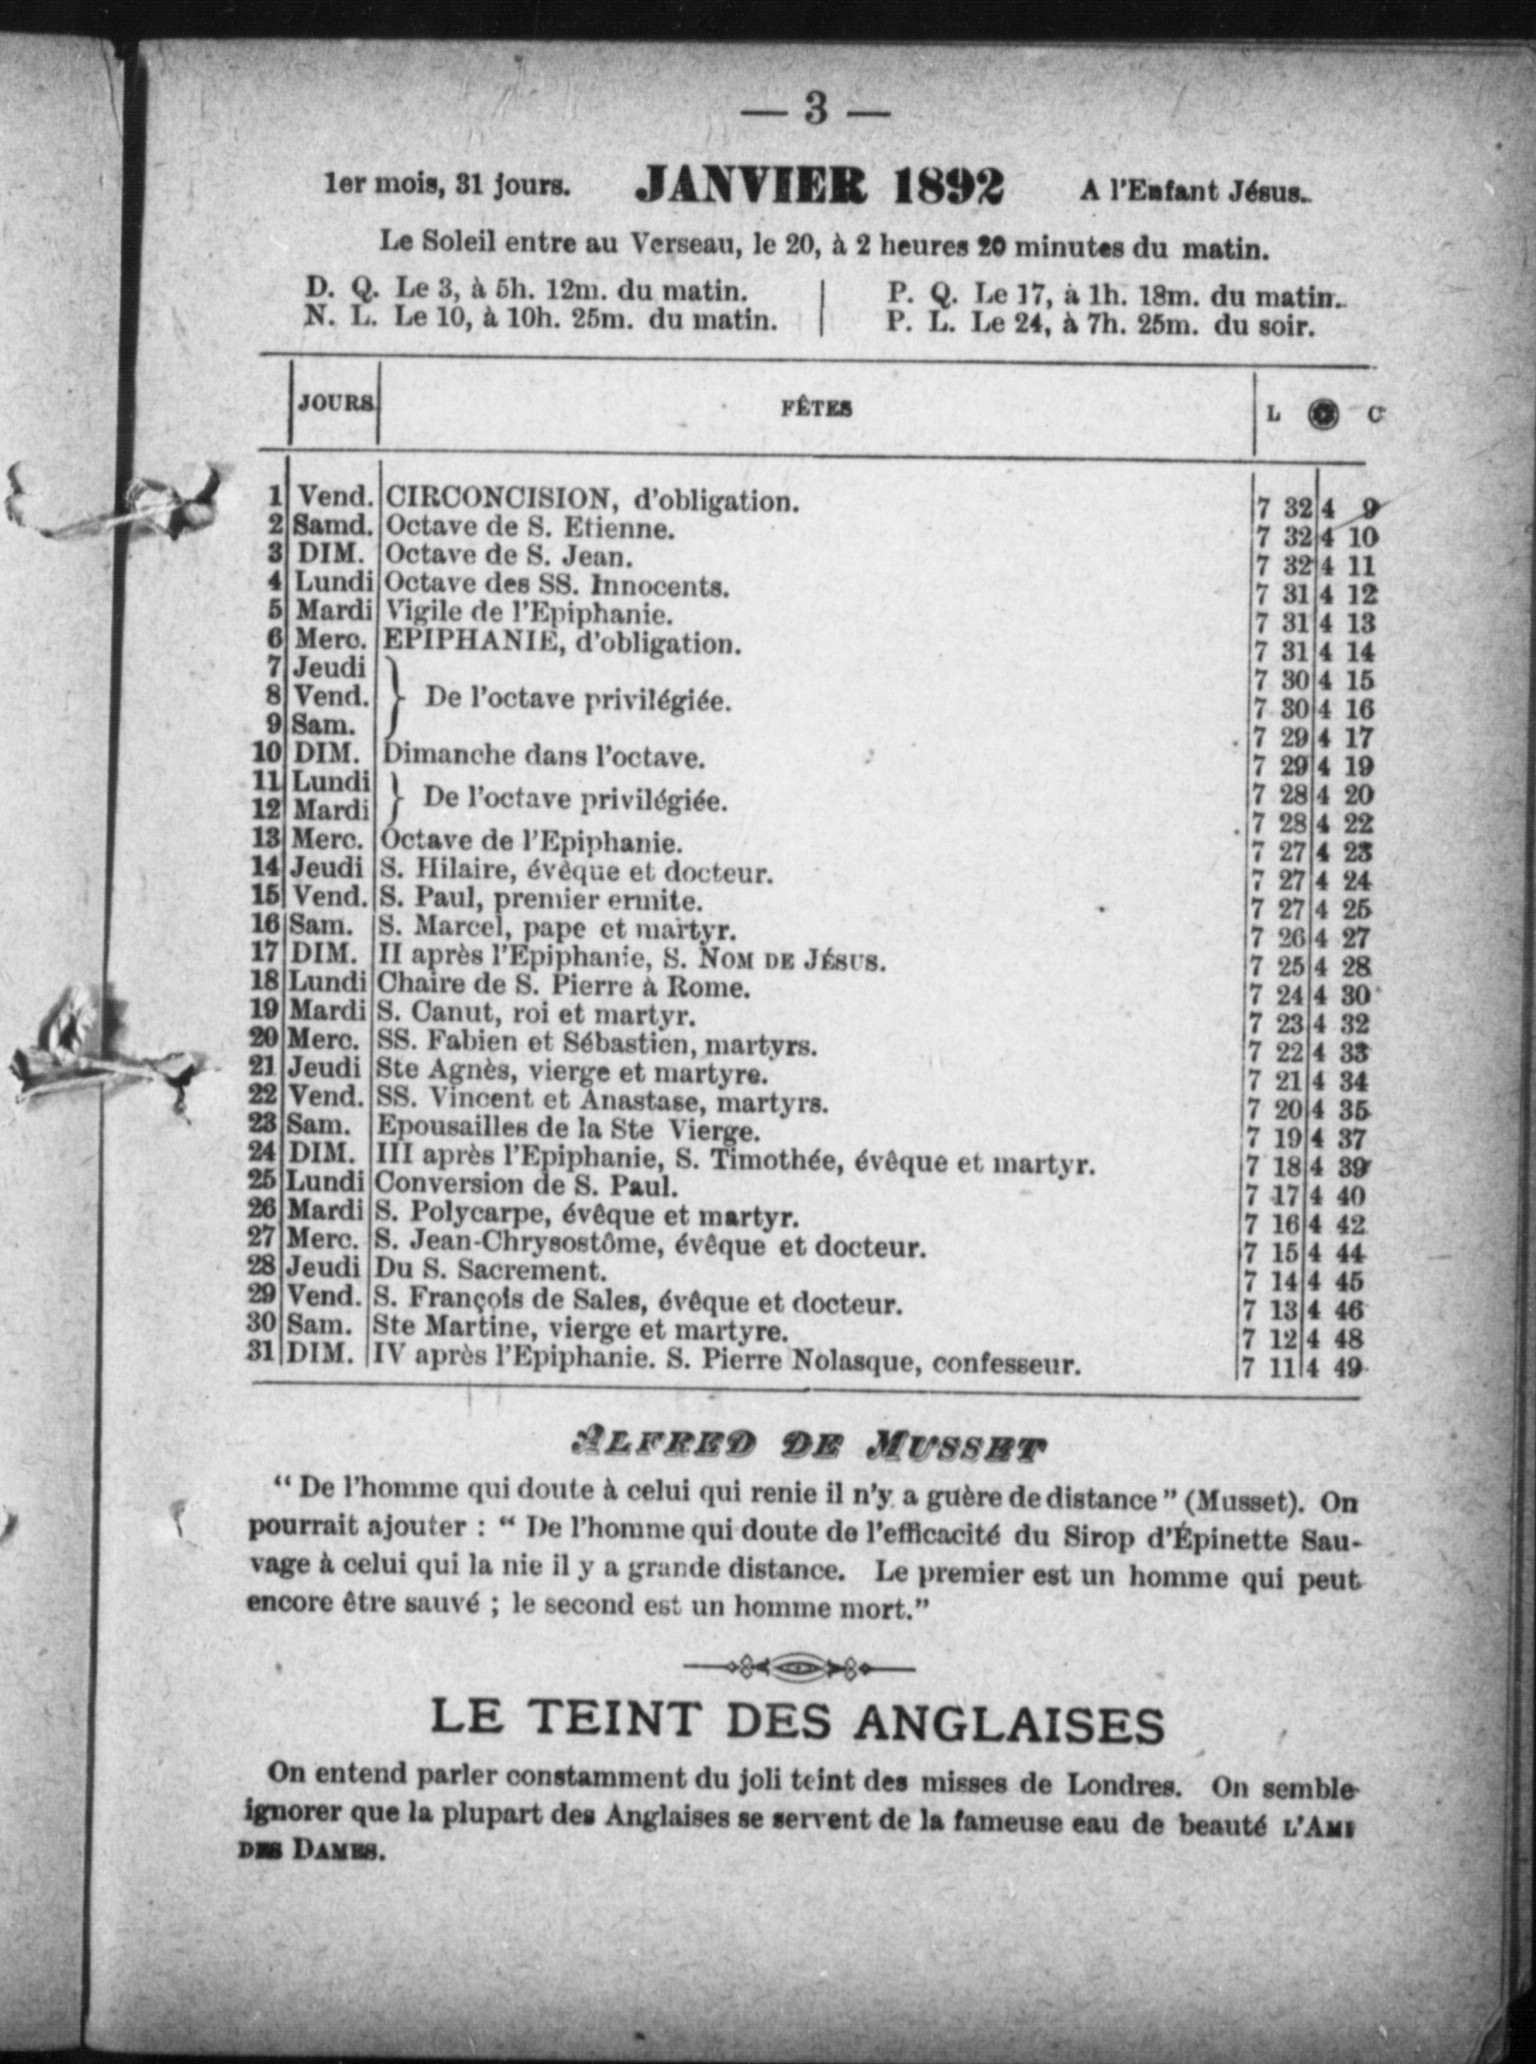 — 3 —
1er mois, 31 jours. JANVIER 1892 A l'Enfant Jésus.
Le Soleil entre au Verseau, le 20, à 2 heures 20 minutes du matin.
D. Q. Le 3, à 5h. 12m. du matin. P. Q. Le 17, à 1h. 18m. du matin.
N. L. Le 10, à 10h. 25m. du matin. P. L. Le 24, à 7h. 25m. du soir.
JOURS FÊTES L C
1 Vend. CIRCONCISION, d'obligation. 7 32 4 9
2 Samd. Octave de S. Etienne. 7 32 4 10
3 DIM. Octave de S. Jean. 7 32 4 11
4 Lundi Octave des SS. Innocents. 7 31 4 12
5 Mardi Vigile de l'Epiphanie. 7 31 4 13
6 Merc. EPIPHANIE, d'obligation. 7 31 4 14
7 Jeudi 7 30 4 15
8 Vend. } De l'octave privilégiée. 7 30 4 16
9 Sam. 7 29 4 17
10 DIM. Dimanche dans l'octave. 7 29 4 19
11 Lundi } De l'octave privilégiée. 7 28 4 20
12 Mardi 7 28 4 22
13 Merc. Octave de l'Epiphanie. 7 27 4 23
14 Jeudi S. Hilaire, évèque et docteur. 7 27 4 24
15 Vend. S. Paul, premier ermite. 7 27 4 25
16 Sam. S. Marcel, pape et martyr. 7 26 4 27
17 DIM. II après l'Epiphanie, S. NOM DE JÉSUS. 7 25 4 28
18 Lundi Chaire de S. Pierre à Rome. 7 24 4 30
19 Mardi S. Canut, roi et martyr. 7 23 4 32
20 Merc. SS. Fabien et Sébastien, martyrs. 7 22 4 33
21 Jeudi Ste Agnès, vierge et martyre. 7 21 4 34
22 Vend. SS. Vincent et Anastase, martyrs. 7 20 4 35
23 Sam. Epousailles de la Ste Vierge. 7 19 4 37
24 DIM. III après l'Epiphanie, S. Timothée, évêque et martyr. 7 18 4 39
25 Lundi Conversion de S. Paul. 7 17 4 40
26 Mardi S. Polycarpe, évêque et martyr. 7 16 4 42
27 Merc. S. Jean-Chrysostôme, évêque et docteur. 7 15 4 44
28 Jeudi Du S. Sacrement. 7 14 4 45
29 Vend. S. François de Sales, évêque et docteur. 7 13 4 46
30 Sam. Ste Martine, vierge et martyre. 7 12 4 48
31 DIM. IV après l'Epiphanie. S. Pierre Nolasque, confesseur. 7 11 4 49
ALFRED DE MUSSET
“ De l'homme qui doute à celui qui renie il n'y a guère de distance ” (Musset). On
pourrait ajouter : “ De l'homme qui doute de l'efficacité du Sirop d'Épinette Sau-
vage à celui qui la nie il y a grande distance. Le premier est un homme qui peut
encore être sauvé ; le second est un homme mort.”
LE TEINT DES ANGLAISES
On entend parler constamment du joli teint des misses de Londres. On semble
ignorer que la plupart des Anglaises se servent de la fameuse eau de beauté L'AMI
DES DAMES.